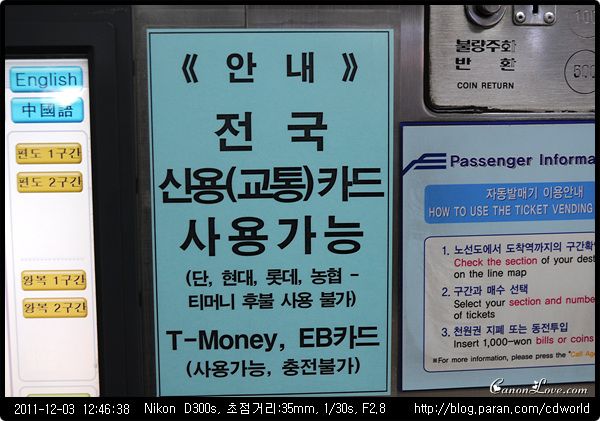 English
中國語
편도 1구간
편도 2구간
왕복 1구간
왕복 2구간
《 안 내 》
전 국
신용(교통)카드
사용가능
(단, 현대, 롯데, 농협 -
티머니 후불 사용 불가)
T-Money, EB카드
(사용가능, 충전불가)
불량주화
반 환
COIN RETURN
100
500
Passenger Informa
자동발매기 이용안내
HOW TO USE THE TICKET VENDING
1. 노선도에서 도착역까지의 구간확
Check the section of your dest
on the line map
2. 구간과 매수 선택
Select your section and numbe
of tickets
3. 천원권 지폐 또는 동전투입
Insert 1,000-won bills or coins
※For more information, please press the "Call Age
CanonLove.com
2011-12-03 12:46:38 Nikon D300s, 초점거리:35mm, 1/30s, F2,8 http://blog.paran.com/cdworld